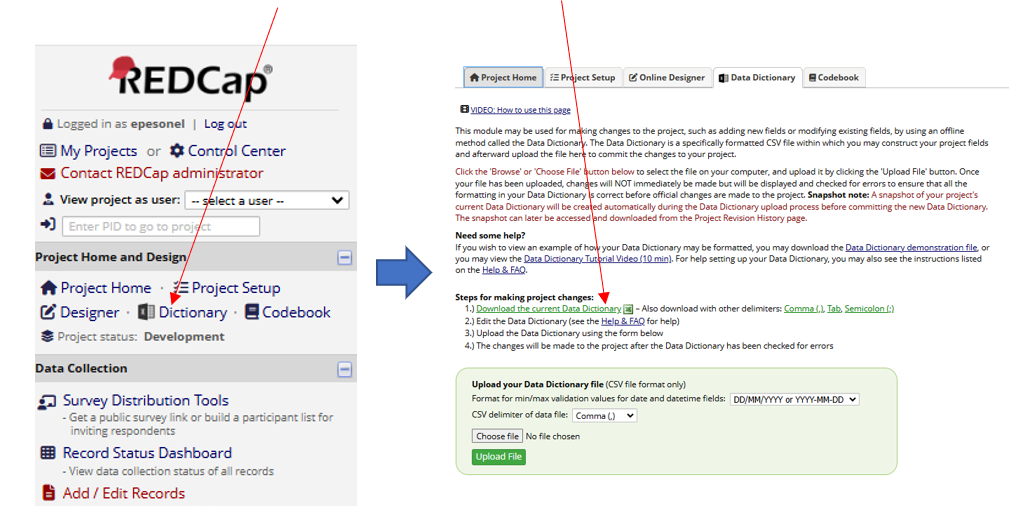 REDCap®
Logged in as epesonel | Log out
My Projects or Control Center
Contact REDCap administrator
View project as user: -- select a user --
Enter PID to go to project
Project Home and Design
Project Home · Project Setup
Designer · Dictionary · Codebook
Project status: Development
Data Collection
Survey Distribution Tools
- Get a public survey link or build a participant list for
inviting respondents
Record Status Dashboard
- View data collection status of all records
Add / Edit Records
Project Home Project Setup Online Designer Data Dictionary Codebook
VIDEO: How to use this page
This module may be used for making changes to the project, such as adding new fields or modifying existing fields, by using an offline
method called the Data Dictionary. The Data Dictionary is a specifically formatted CSV file within which you may construct your project fields
and afterward upload the file here to commit the changes to your project.
Click the 'Browse' or 'Choose File' button below to select the file on your computer, and upload it by clicking the 'Upload File' button. Once
your file has been uploaded, changes will NOT immediately be made but will be displayed and checked for errors to ensure that all the
formatting in your Data Dictionary is correct before official changes are made to the project. Snapshot note: A snapshot of your project's
current Data Dictionary will be created automatically during the Data Dictionary upload process before committing the new Data Dictionary.
The snapshot can later be accessed and downloaded from the Project Revision History page.
Need some help?
If you wish to view an example of how your Data Dictionary may be formatted, you may download the Data Dictionary demonstration file, or
you may view the Data Dictionary Tutorial Video (10 min). For help setting up your Data Dictionary, you may also see the instructions listed
on the Help & FAQ.
Steps for making project changes:
1.) Download the current Data Dictionary – Also download with other delimiters: Comma (,), Tab, Semicolon (;)
2.) Edit the Data Dictionary (see the Help & FAQ for help)
3.) Upload the Data Dictionary using the form below
4.) The changes will be made to the project after the Data Dictionary has been checked for errors
Upload your Data Dictionary file (CSV file format only)
Format for min/max validation values for date and datetime fields: DD/MM/YYYY or YYYY-MM-DD
CSV delimiter of data file: Comma (,)
Choose file No file chosen
Upload File